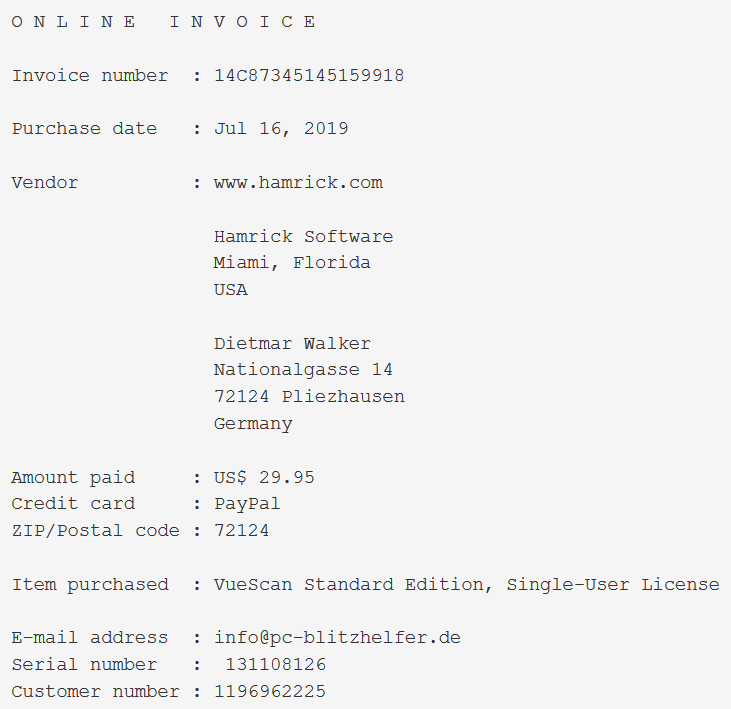 O N L I N E   I N V O I C E
Invoice number : 14C87345145159918
Purchase date : Jul 16, 2019
Vendor : www.hamrick.com
Hamrick Software
Miami, Florida
USA
Dietmar Walker
Nationalgasse 14
72124 Pliezhausen
Germany
Amount paid : US$ 29.95
Credit card : PayPal
ZIP/Postal code : 72124
Item purchased : VueScan Standard Edition, Single-User License
E-mail address : info@pc-blitzhelfer.de
Serial number : 131108126
Customer number : 1196962225